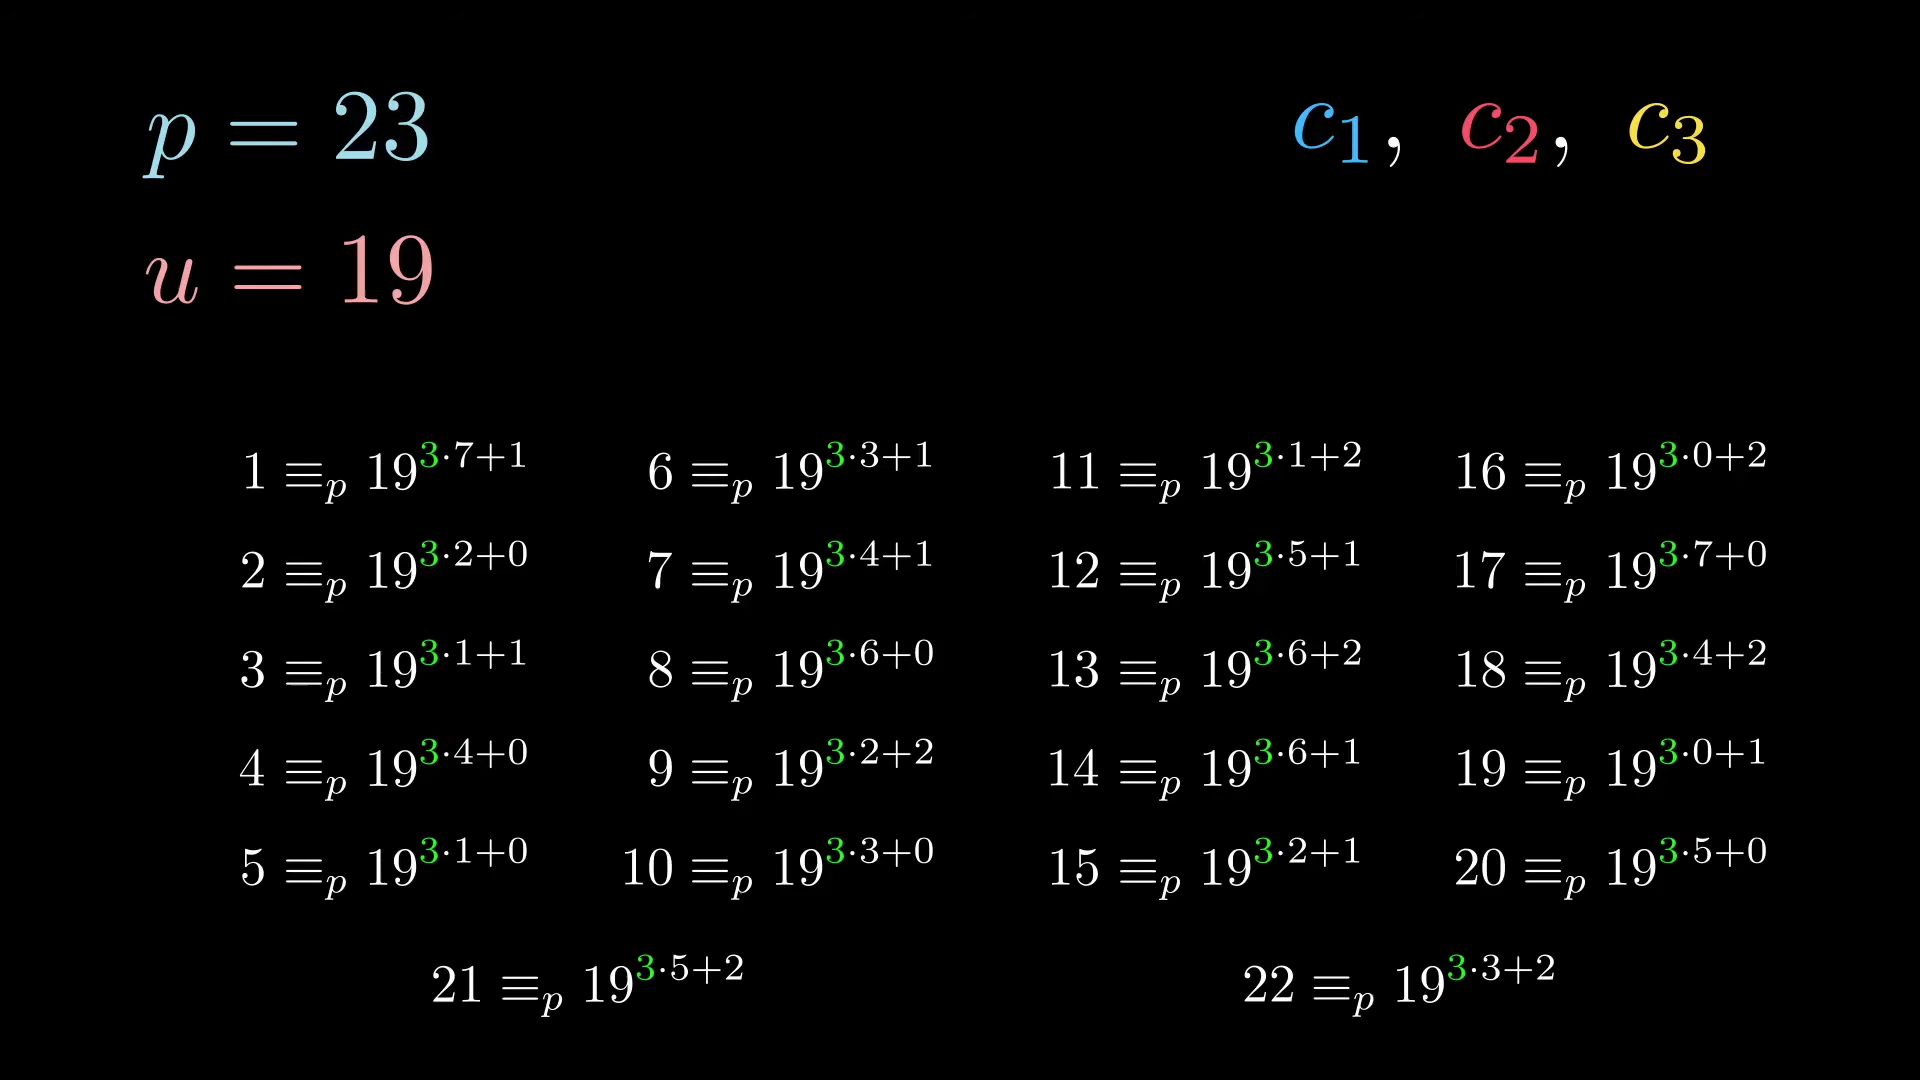 p = 23
c₁, c₂, c₃
u = 19
1 ≡ₚ 19^{3·7+1} 6 ≡ₚ 19^{3·3+1} 11 ≡ₚ 19^{3·1+2} 16 ≡ₚ 19^{3·0+2}
2 ≡ₚ 19^{3·2+0} 7 ≡ₚ 19^{3·4+1} 12 ≡ₚ 19^{3·5+1} 17 ≡ₚ 19^{3·7+0}
3 ≡ₚ 19^{3·1+1} 8 ≡ₚ 19^{3·6+0} 13 ≡ₚ 19^{3·6+2} 18 ≡ₚ 19^{3·4+2}
4 ≡ₚ 19^{3·4+0} 9 ≡ₚ 19^{3·2+2} 14 ≡ₚ 19^{3·6+1} 19 ≡ₚ 19^{3·0+1}
5 ≡ₚ 19^{3·1+0} 10 ≡ₚ 19^{3·3+0} 15 ≡ₚ 19^{3·2+1} 20 ≡ₚ 19^{3·5+0}
21 ≡ₚ 19^{3·5+2} 22 ≡ₚ 19^{3·3+2}